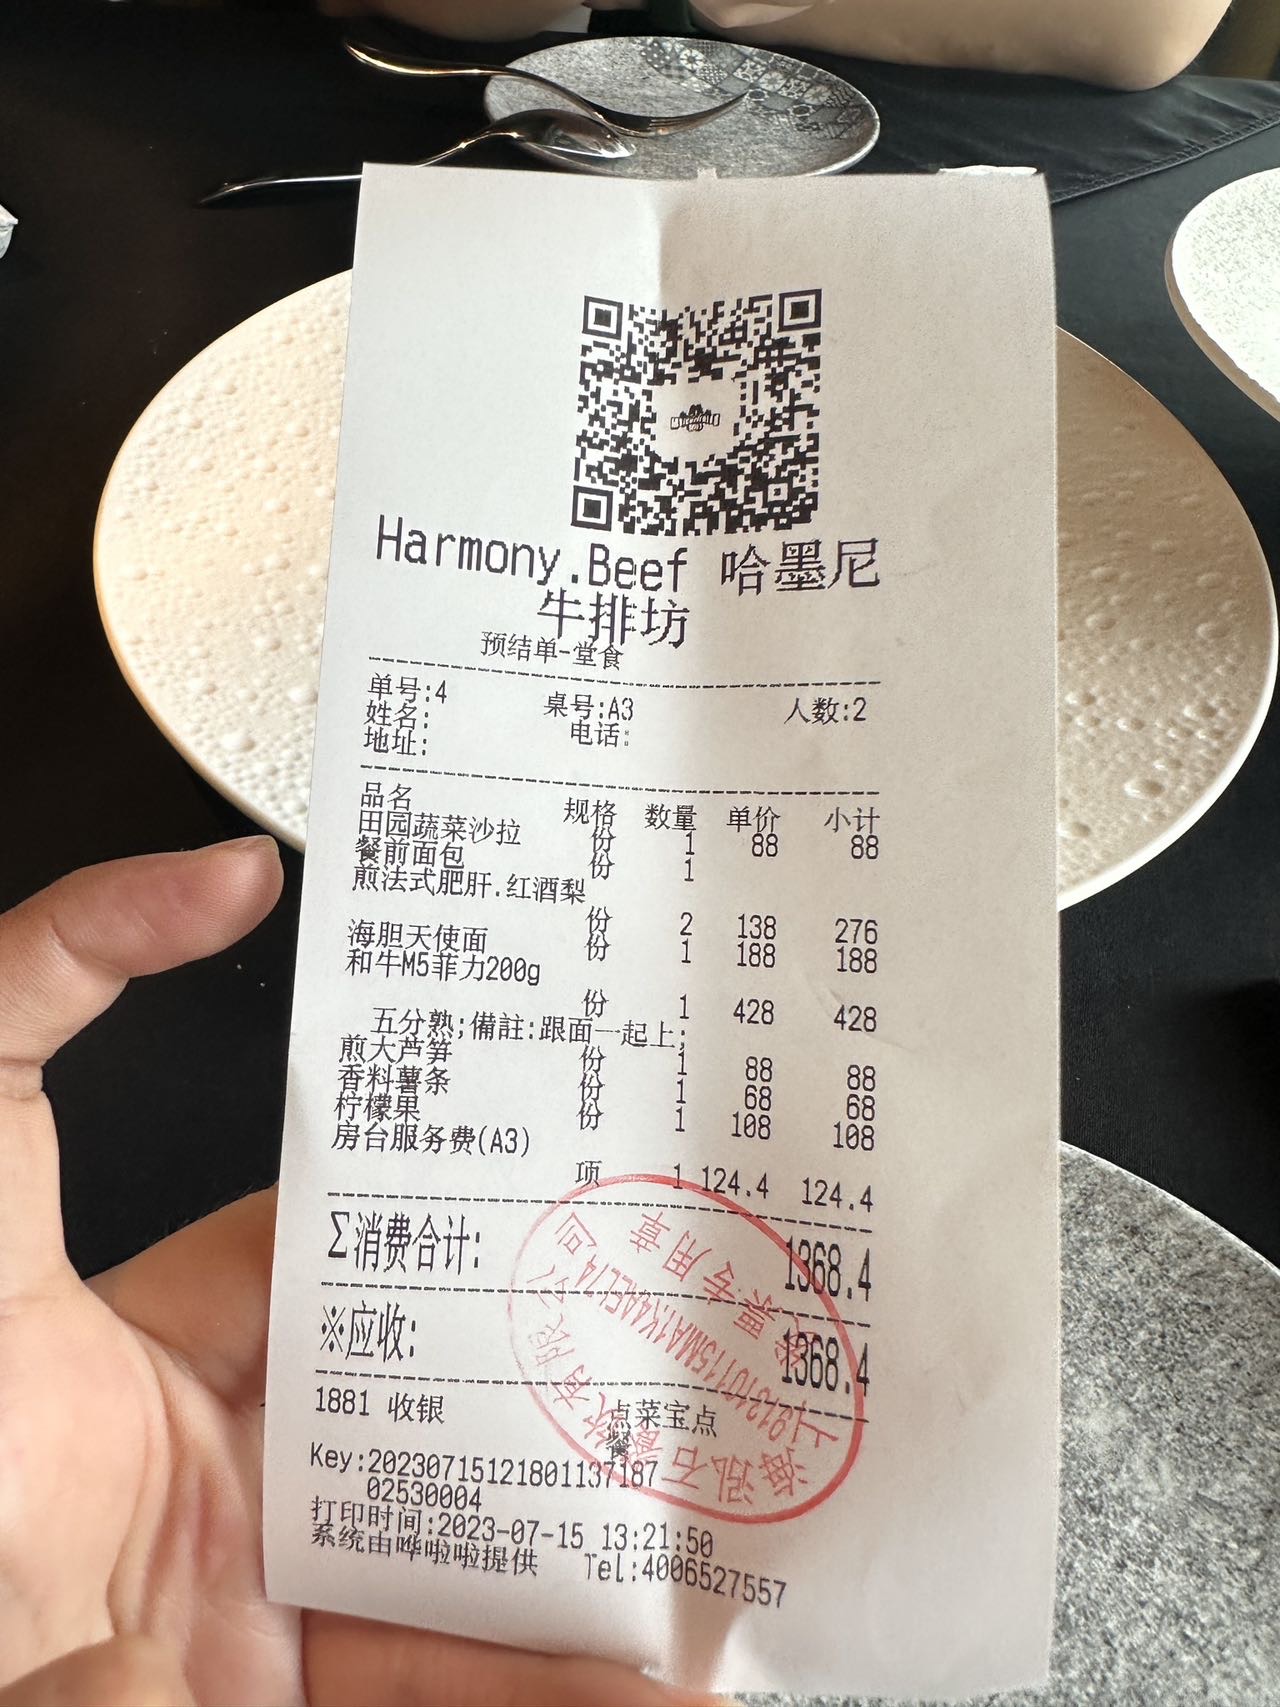 Harmony.Beef 哈墨尼
牛排坊
预结单-堂食
单号:4 桌号:A3 人数:2
姓名: 电话:
地址:
品名 规格 数量 单价 小计
田园蔬菜沙拉 份 1 88 88
餐前面包 份 1
煎法式肥肝.红酒梨
份 2 138 276
海胆天使面 份 1 188 188
和牛M5菲力200g
份 1 428 428
五分熟;備註:跟面一起上;
煎大芦笋 份 1 88 88
香料薯条 份 1 68 68
柠檬果 份 1 108 108
房台服务费(A3)
项 1 124.4 124.4
Σ消费合计: 1368.4
※应收: 1368.4
1881 收银 点菜宝点
餐
Key:20230715121801137187
02530004
打印时间:2023-07-15 13:21:50
系统由哗啦啦提供 Tel:4006527557
专用章